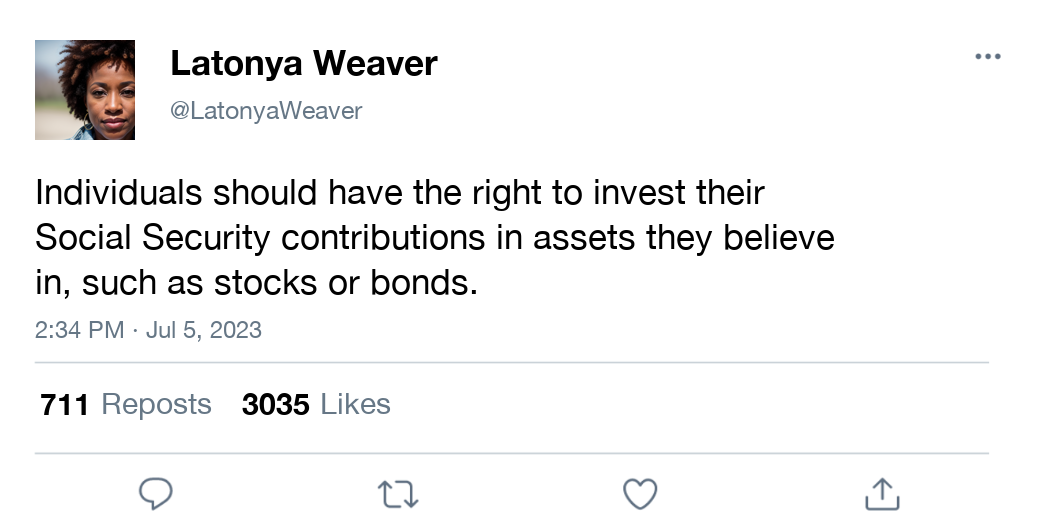 Latonya Weaver
@LatonyaWeaver
Individuals should have the right to invest their
Social Security contributions in assets they believe
in, such as stocks or bonds.
2:34 PM · Jul 5, 2023
711 Reposts 3035 Likes